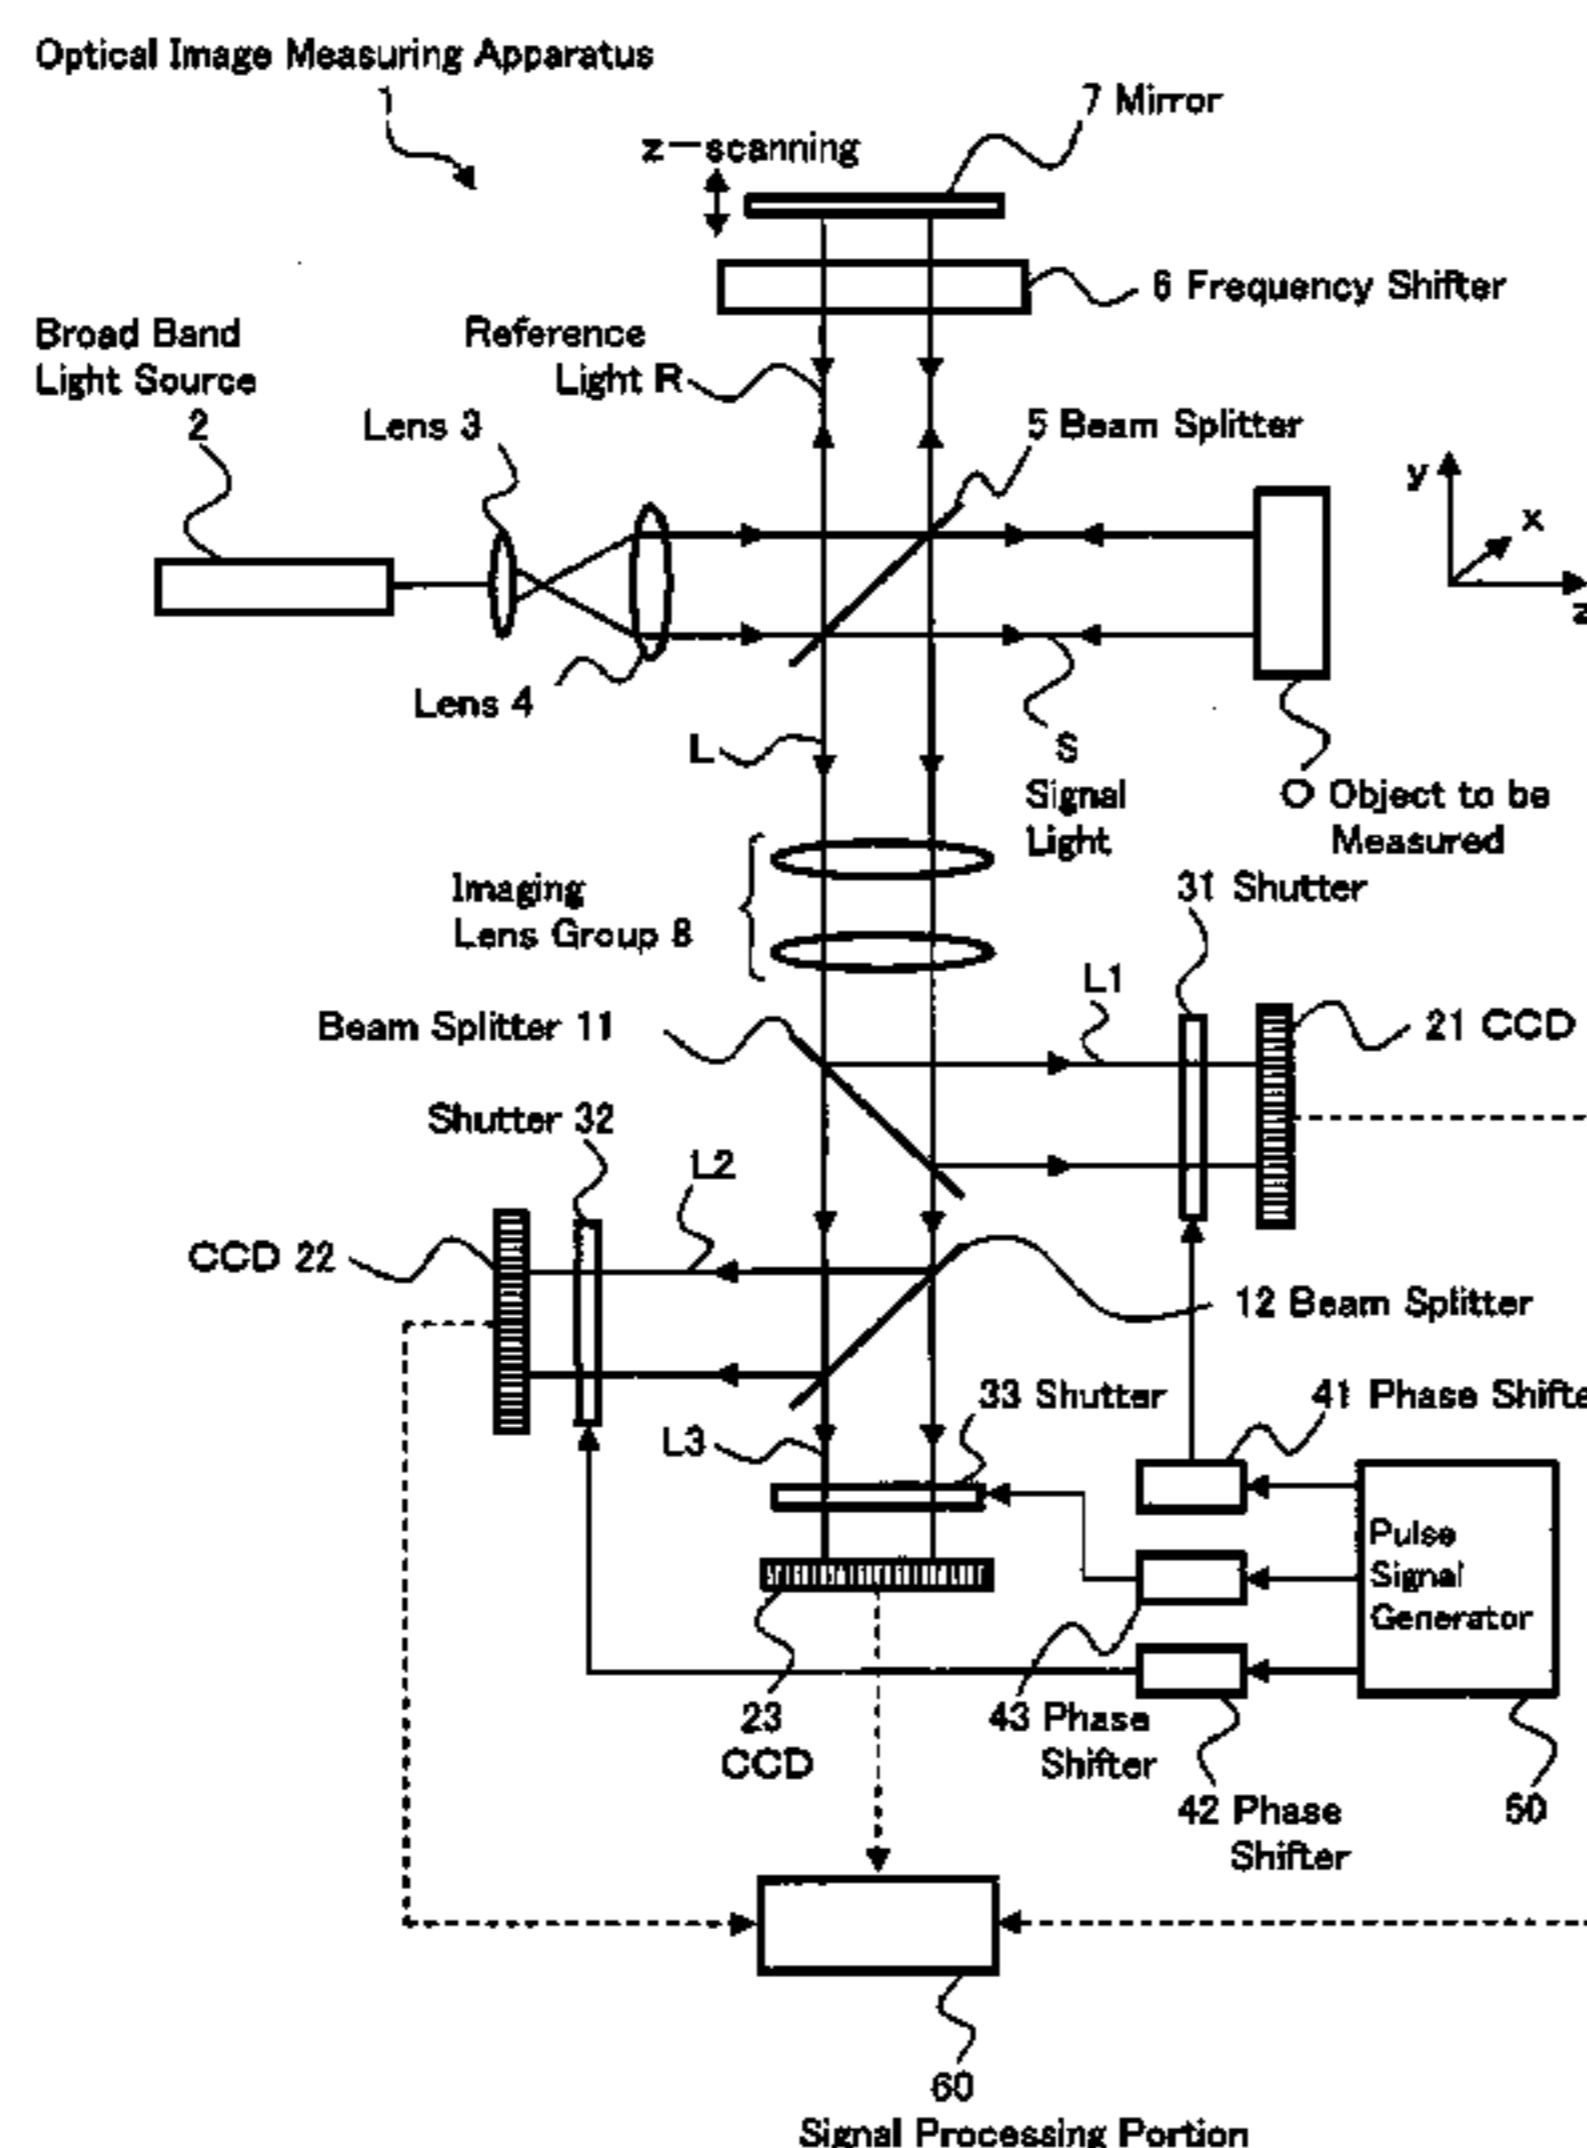 Optical Image Measuring Apparatus
1
7 Mirror
z-scanning
6 Frequency Shifter
Broad Band
Light Source
2
Reference
Light R
Lens 3
5 Beam Splitter
y
x
z
Lens 4
L
S
Signal
Light
O Object to be
Measured
Imaging
Lens Group 8
31 Shutter
L1
Beam Splitter 11
21 CCD
Shutter 32
L2
CCD 22
12 Beam Splitter
33 Shutter
41 Phase Shifte
L3
Pulse
Signal
Generator
23
CCD
43 Phase
Shifter
42 Phase
Shifter
50
60
Signal Processing Portion